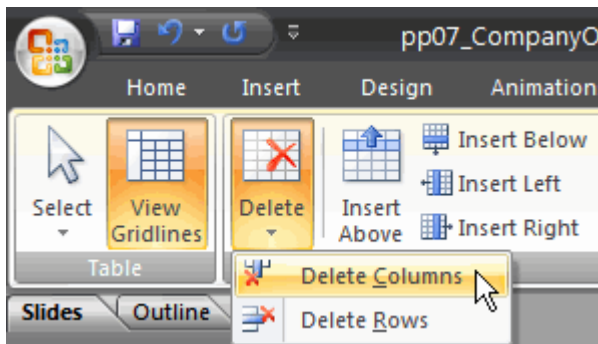 pp07_CompanyO
Home Insert Design Animation
Select
View
Gridlines
Delete
Insert
Above
Insert Below
Insert Left
Insert Right
Table
Delete Columns
Delete Rows
Slides Outline